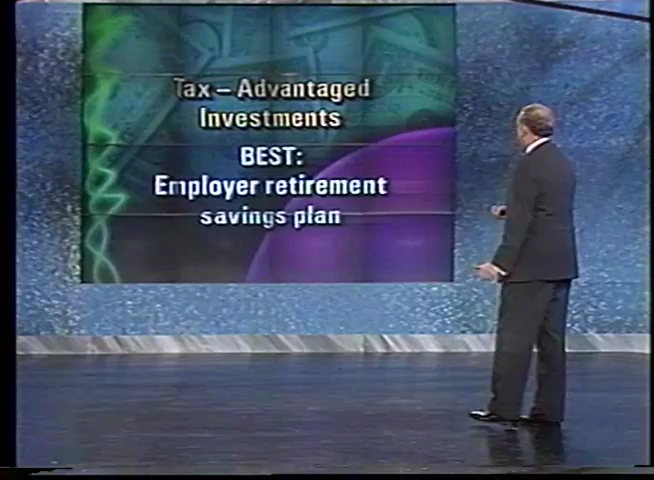 Tax – Advantaged
Investments
BEST:
Employer retirement
savings plan